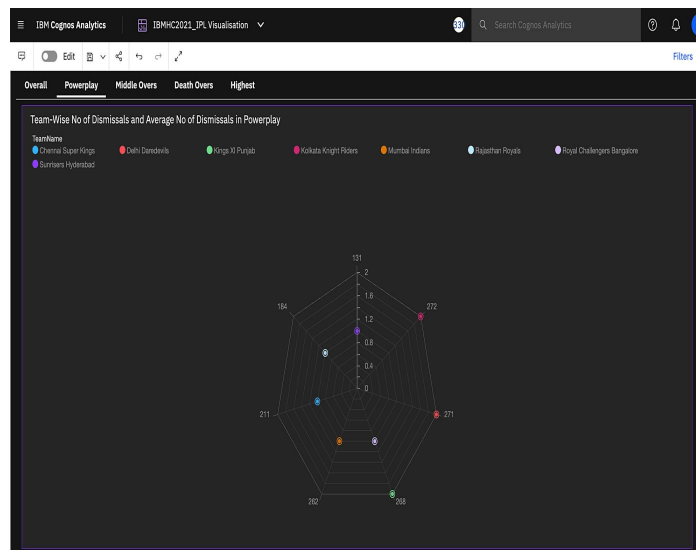 IBM Cognos Analytics
IBMHC2021_IPL Visualisation
Search Cognos Analytics
Edit
Filters
Overall Powerplay Middle Overs Death Overs Highest
Team-Wise No of Dismissals and Average No of Dismissals in Powerplay
TeamName
Chennai Super Kings Delhi Daredevils Kings XI Punjab Kolkata Knight Riders Mumbai Indians Rajasthan Royals Royal Challengers Bangalore
Sunrisers Hyderabad
131
2
184
1.6
272
1.2
0.8
0.4
0
211
271
262
268